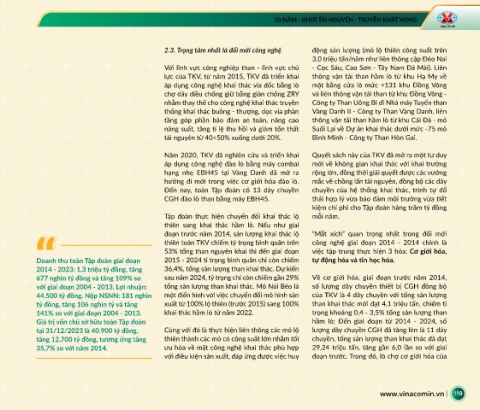 30 NĂM - KHƠI TÀI NGUYÊN - TRUYỀN KHÁT VỌNG
Doanh thu toàn Tập đoàn giai đoạn
2014 - 2023: 1,3 triệu tỷ đồng, tăng
677 nghìn tỷ đồng và tăng 109% so
với giai đoạn 2004 - 2013. Lợi nhuận:
44.500 tỷ đồng. Nộp NSNN: 181 nghìn
tỷ đồng, tăng 106 nghìn tỷ và tăng
141% so với giai đoạn 2004 - 2013.
Giá trị vốn chủ sở hữu toàn Tập đoàn
tại 31/12/2023 là 40.900 tỷ đồng,
tăng 12.700 tỷ đồng, tương ứng tăng
35,7% so với năm 2014.
2.3. Trọng tâm nhất là đổi mới công nghệ
Với lĩnh vực công nghiệp than - lĩnh vực chủ
lực của TKV, từ năm 2015, TKV đã triển khai
áp dụng công nghệ khai thác vỉa dốc bằng lò
chợ dây diều chống giữ bằng giàn chống ZRY
nhằm thay thế cho công nghệ khai thác truyền
thống khai thác buồng - thượng, dọc vỉa phân
tầng góp phần bảo đảm an toàn, nâng cao
năng suất, tăng tỉ lệ thu hồi và giảm tổn thất
tài nguyên từ 40÷50% xuống dưới 20%.
Năm 2020, TKV đã nghiên cứu và triển khai
áp dụng công nghệ đào lò bằng máy combai
hạng nhẹ EBH45 tại Vàng Danh đã mở ra
hướng đi mới trong việc cơ giới hóa đào lò.
Đến nay, toàn Tập đoàn có 13 dây chuyền
CGH đào lò than bằng máy EBH45.
Tập đoàn thực hiện chuyển đổi khai thác lộ
thiên sang khai thác hầm lò. Nếu như giai
đoạn trước năm 2014, sản lượng khai thác lộ
thiên toàn TKV chiếm tỷ trọng bình quân trên
53% tổng than nguyên khai thì đến giai đoạn
2015 - 2024 tỉ trọng bình quân chỉ còn chiếm
36,4%, tổng sản lượng than khai thác. Dự kiến
sau năm 2024, tỷ trọng chỉ còn chiếm gần 29%
tổng sản lượng than khai thác. Mỏ Núi Béo là
một điển hình với việc chuyển đổi mô hình sản
xuất từ 100% lộ thiên (trước 2015) sang 100%
khai thác hầm lò từ năm 2022.
Cùng với đó là thực hiện liên thông các mỏ lộ
thiên thành các mỏ có công suất lớn nhằm tối
ưu hóa về mặt công nghệ khai thác phù hợp
với điều kiện sản xuất, đáp ứng được việc huy
động sản lượng (mỏ lộ thiên công suất trên
3,0 triệu tấn/năm như liên thông cặp Đèo Nai
- Cọc Sáu, Cao Sơn - Tây Nam Đá Mài). Liên
thông vận tải than hầm lò từ khu Hạ My về
mặt bằng cửa lò mức +131 khu Đồng Vông
và liên thông vận tải than từ khu Đồng Vông -
Công ty Than Uông Bí đi Nhà máy Tuyển than
Vàng Danh II - Công ty Than Vàng Danh, liên
thông vận tải than hầm lò từ khu Cái Đá - mỏ
Suối Lại về Dự án khai thác dưới mức -75 mỏ
Bình Minh - Công ty Than Hòn Gai.
Quyết sách này của TKV đã mở ra một tư duy
mới về không gian khai thác với khai trường
rộng lớn, đồng thời giải quyết được các vướng
mắc về chồng lấn tài nguyên, đồng bộ các dây
chuyền của hệ thống khai thác, trình tự đổ
thải hợp lý vừa bảo đảm môi trường vừa tiết
kiệm chi phí cho Tập đoàn hàng trăm tỷ đồng
mỗi năm.
"Mắt xích" quan trọng nhất trong đổi mới
công nghệ giai đoạn 2014 - 2014 chính là
việc tập trung thực hiện 3 hóa: Cơ giới hóa,
tự động hóa và tin học hóa.
Về cơ giới hóa, giai đoạn trước năm 2014,
số lượng dây chuyền thiết bị CGH đồng bộ
của TKV là 4 dây chuyền với tổng sản lượng
than khai thác mới đạt 4,1 triệu tấn, chiếm tỉ
trọng khoảng 0,4 - 3,5% tổng sản lượng than
hầm lò; Đến giai đoạn từ 2014 - 2024, số
lượng dây chuyền CGH đã tăng lên là 11 dây
chuyền, tổng sản lượng than khai thác đã đạt
29,24 triệu tấn, tăng gần 6,0 lần so với giai
đoạn trước. Trong đó, lò chợ cơ giới hóa của
www.vinacomin.vn | 119